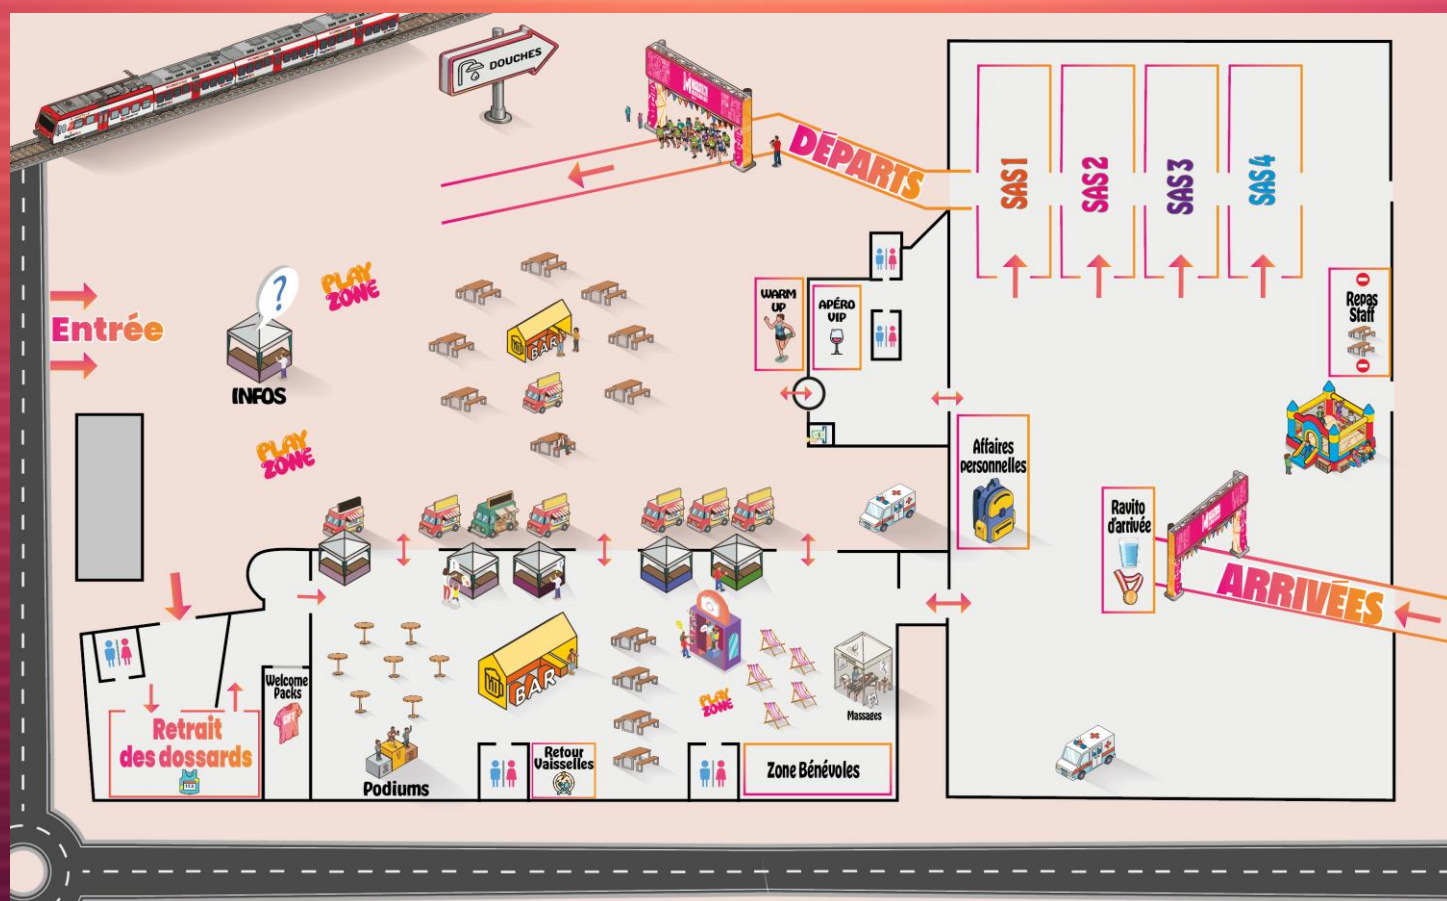 DOUCHES
DÉPARTS
SAS 1
SAS 2
SAS 3
SAS 4
Entrée
?
INFOS
PLAY
ZONE
PLAY
ZONE
BAR
WARM
UP
APÉRO
VIP
Repas
Staff
Affaires
personnelles
Ravito
d'arrivée
ARRIVÉES
Welcome
Packs
Retrait
des dossards
Podiums
BAR
Retour
Vaisselles
PLAY
ZONE
Massages
Zone Bénévoles